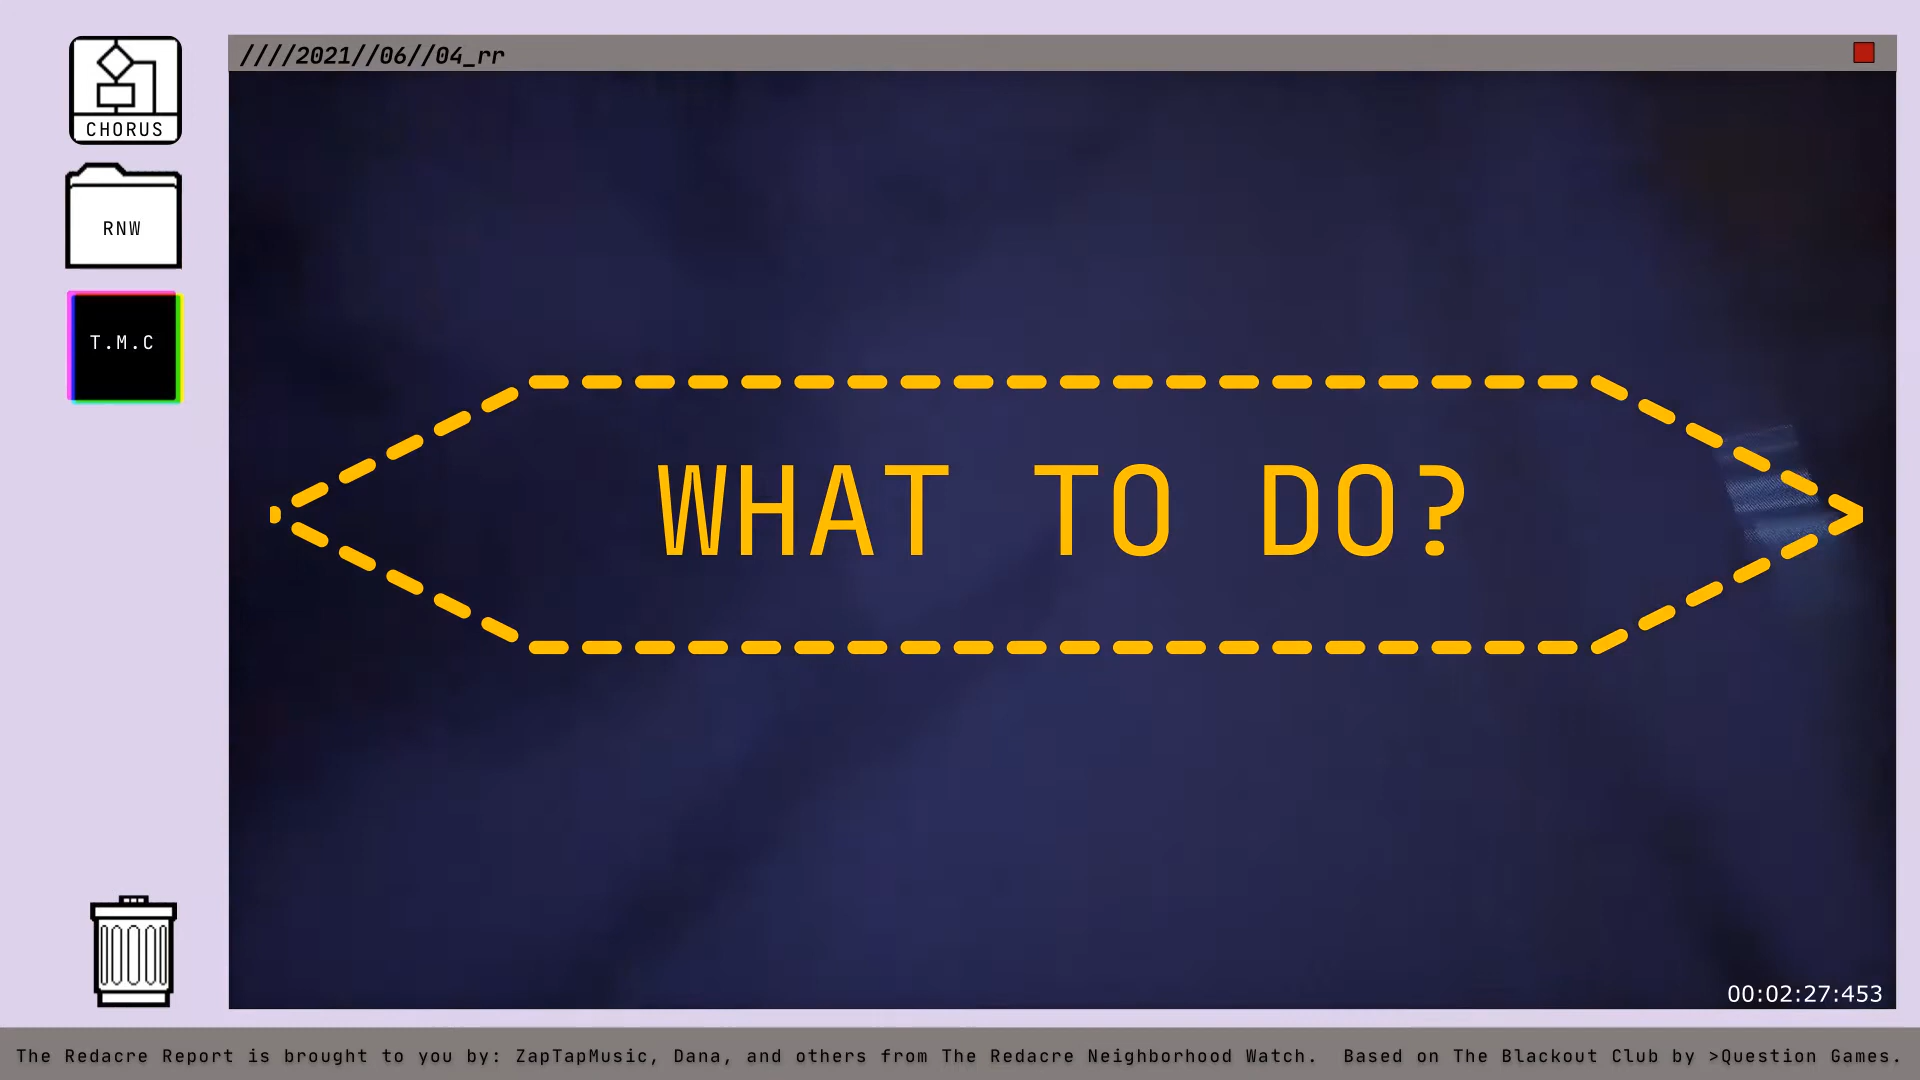 ////2021//06//04_rr
CHORUS
RNW
T.M.C
WHAT TO DO?
00:02:27:453
The Redacre Report is brought to you by: ZapTapMusic, Dana, and others from The Redacre Neighborhood Watch.  Based on The Blackout Club by >Question Games.